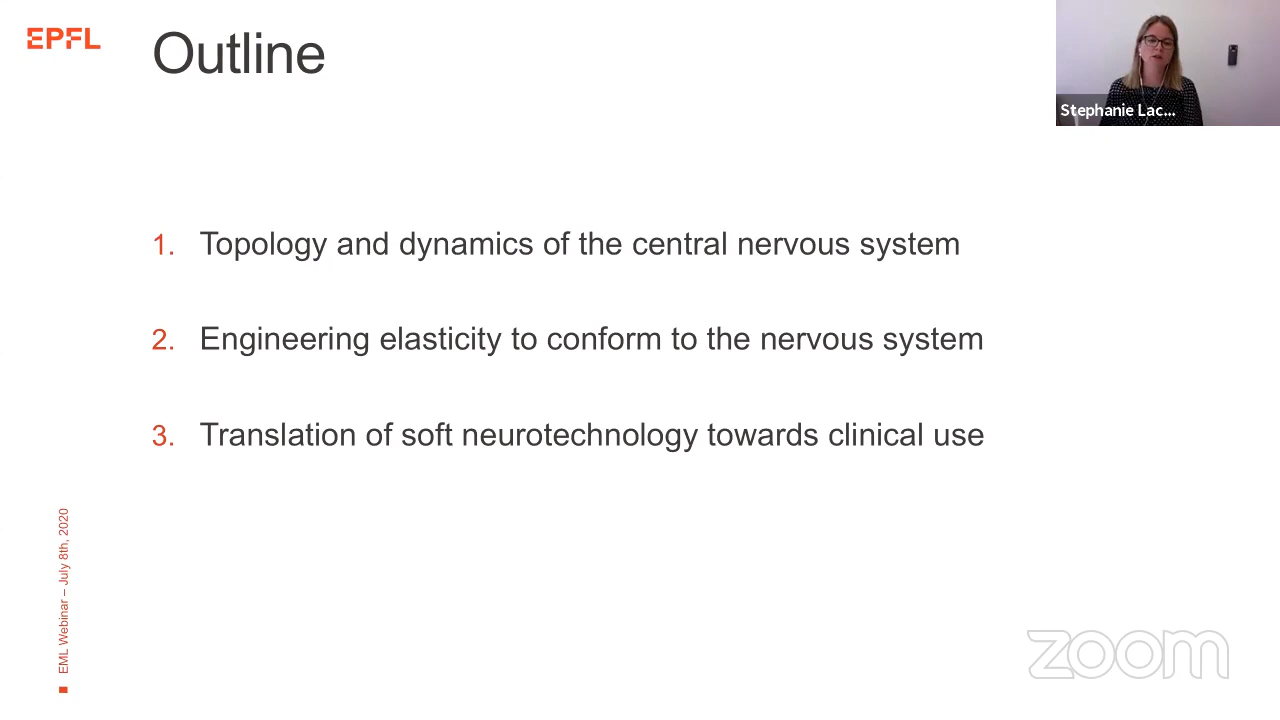 EPFL
Outline
Stephanie Lac...
1. Topology and dynamics of the central nervous system
2. Engineering elasticity to conform to the nervous system
3. Translation of soft neurotechnology towards clinical use
EML Webinar – July 8th, 2020
zoom